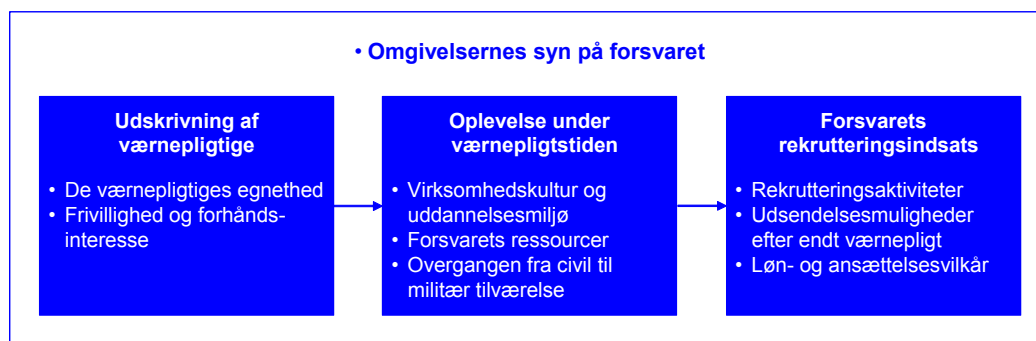 • Omgivelsernes syn på forsvaret
Udskrivning af
værnepligtige
• De værnepligtiges egnethed
• Frivillighed og forhånds-
interesse
Oplevelse under
værnepligtstiden
• Virksomhedskultur og
uddannelsesmiljø
• Forsvarets ressourcer
• Overgangen fra civil til
militær tilværelse
Forsvarets
rekrutteringsindsats
• Rekrutteringsaktiviteter
• Udsendelsesmuligheder
efter endt værnepligt
• Løn- og ansættelsesvilkår